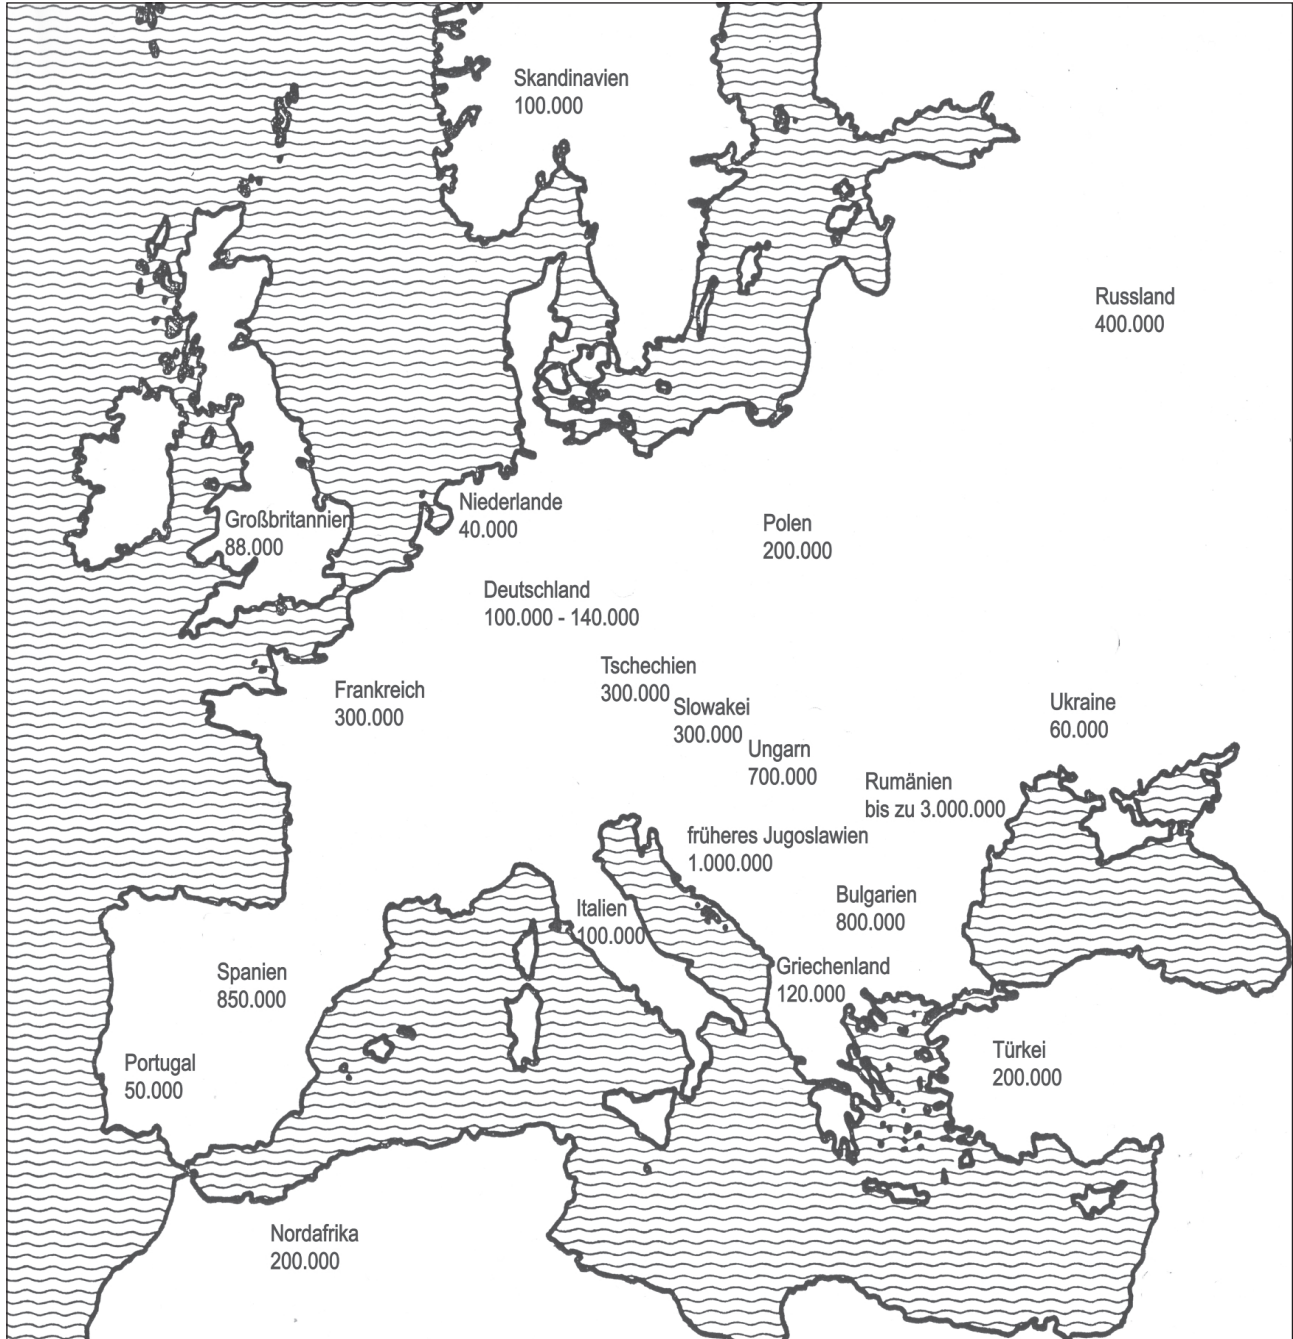 Skandinavien
100.000
Russland
400.000
Niederlande
40.000
Großbritannien
88.000
Polen
200.000
Deutschland
100.000 - 140.000
Tschechien
300.000
Frankreich
300.000
Slowakei
300.000
Ukraine
60.000
Ungarn
700.000
Rumänien
bis zu 3.000.000
früheres Jugoslawien
1.000.000
Bulgarien
800.000
Italien
100.000
Spanien
850.000
Griechenland
120.000
Portugal
50.000
Türkei
200.000
Nordafrika
200.000